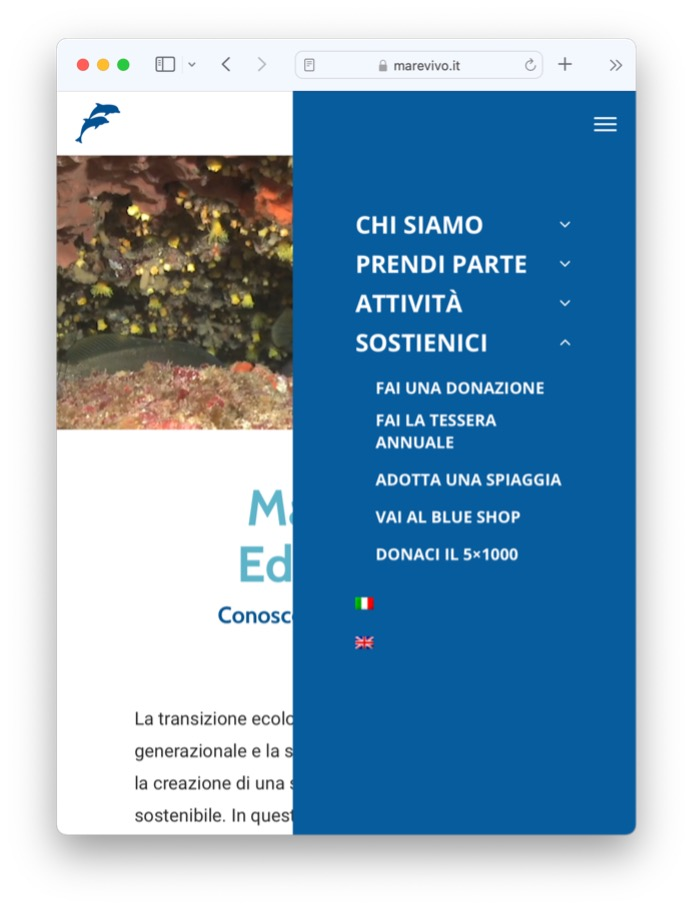 marevivo.it
CHI SIAMO
PRENDI PARTE
ATTIVITÀ
SOSTIENICI
FAI UNA DONAZIONE
FAI LA TESSERA
ANNUALE
ADOTTA UNA SPIAGGIA
VAI AL BLUE SHOP
DONACI IL 5×1000
Ma
Ed
Conosc
La transizione ecolo
generazionale e la s
la creazione di una s
sostenibile. In quest